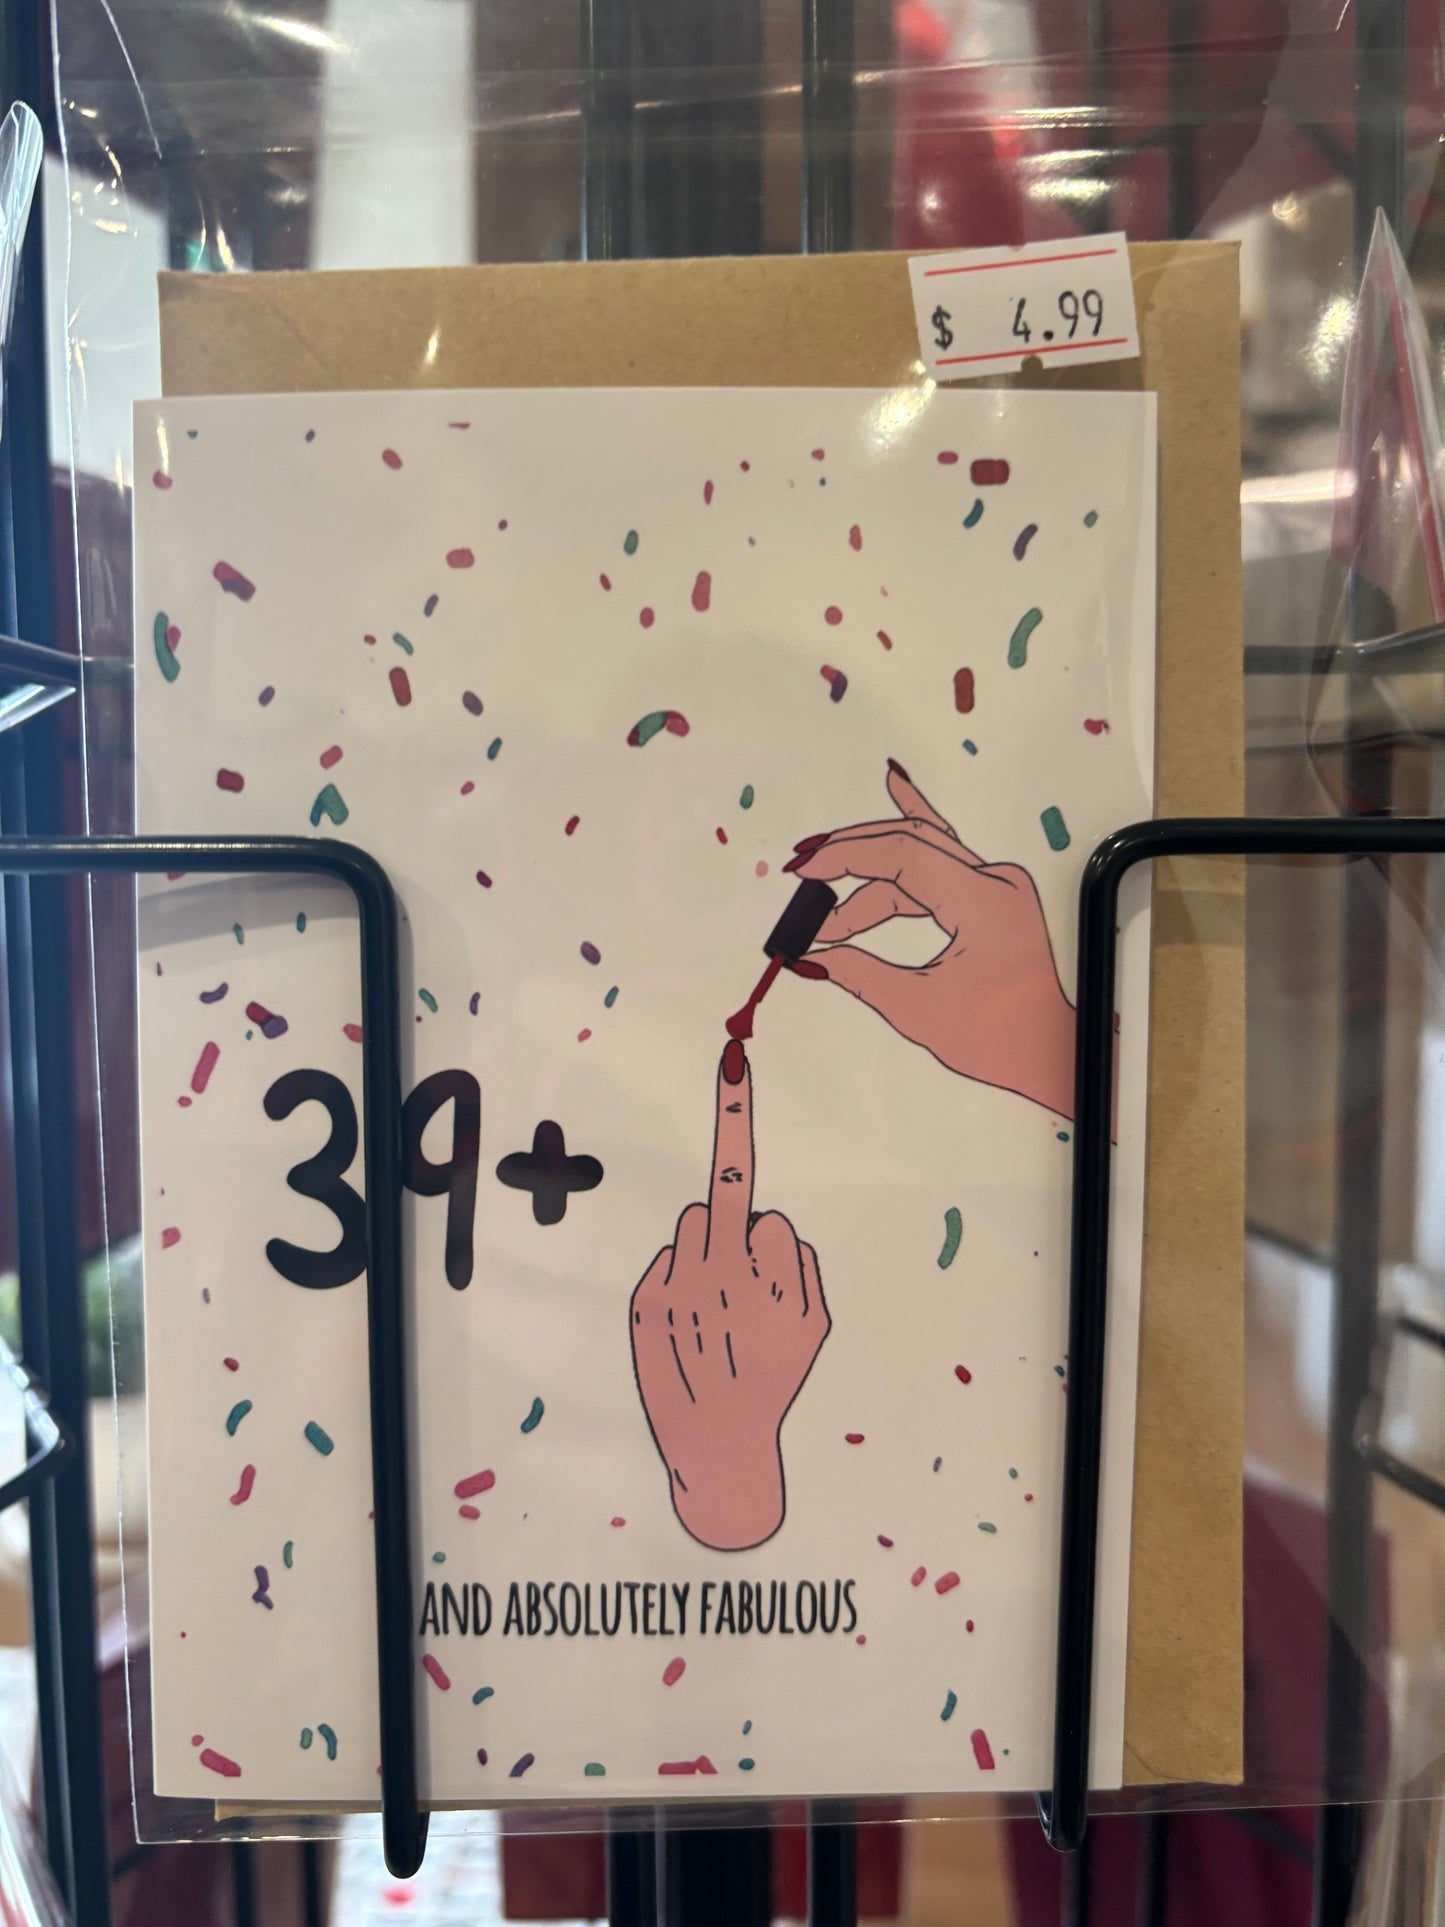 $ 4.99
39+
AND ABSOLUTELY FABULOUS